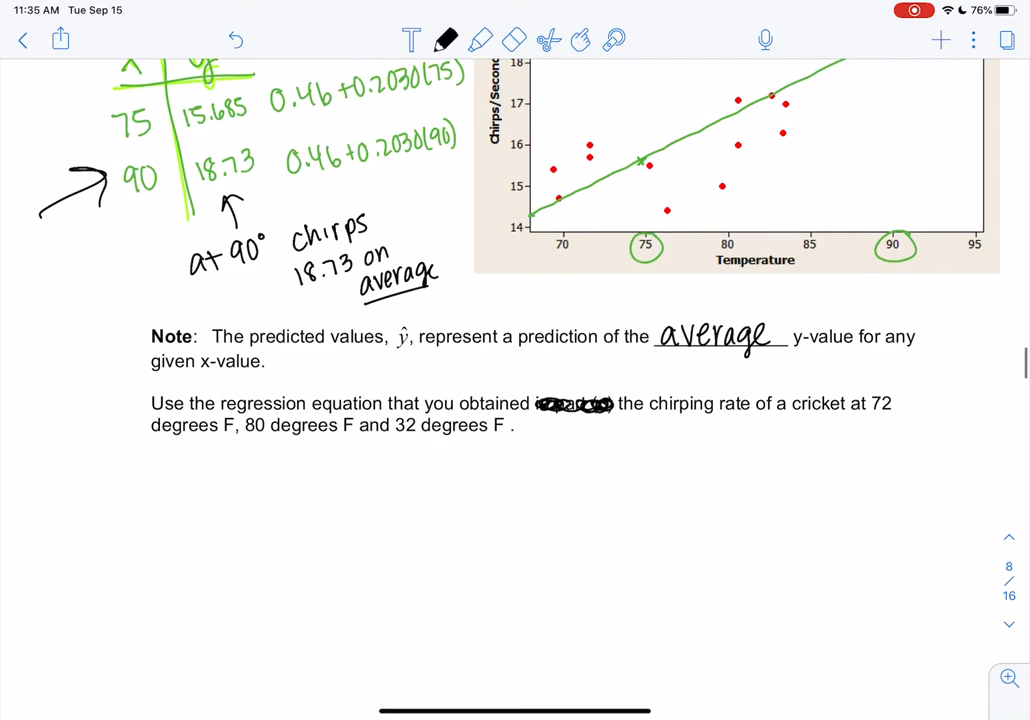 11:35 AM Tue Sep 15
76%
T
x y
75 15.685 0.46+0.2030(75)
90 18.73 0.46+0.2030(90)
at 90° chirps
18.73 on
average
Chirps/Second
18
17
16
15
14
70 75 80 85 90 95
Temperature
Note: The predicted values, ŷ, represent a prediction of the average y-value for any
given x-value.
Use the regression equation that you obtained the chirping rate of a cricket at 72
degrees F, 80 degrees F and 32 degrees F .
8
/
16